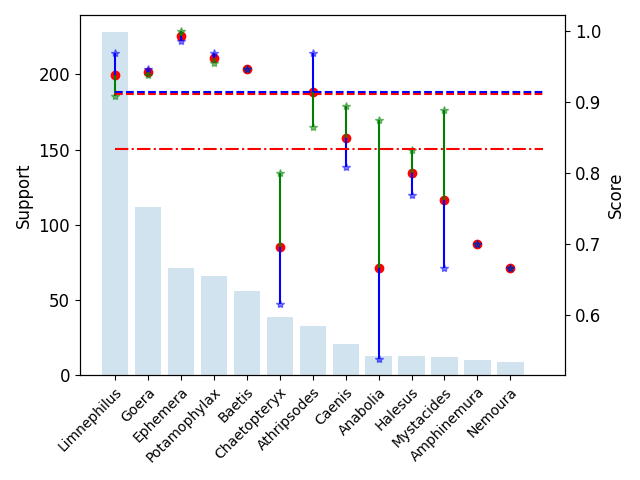 1.0
200
0.9
150
0.8
100
0.7
50
0.6
0
Support
Score
Limnephilus
Goera
Ephemera
Potamophylax
Baetis
Chaetopteryx
Athripsodes
Caenis
Anabolia
Halesus
Mystacides
Amphinemura
Nemoura